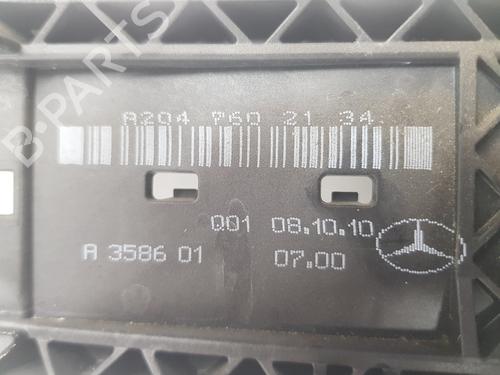 A204 760 21 34
Q01 08.10.10
A 3586 01 07.00
B-PARTS